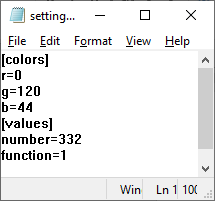 setting...
File Edit Format View Help
[colors]
r=0
g=120
b=44
[values]
number=332
function=1
Win Ln 1 100